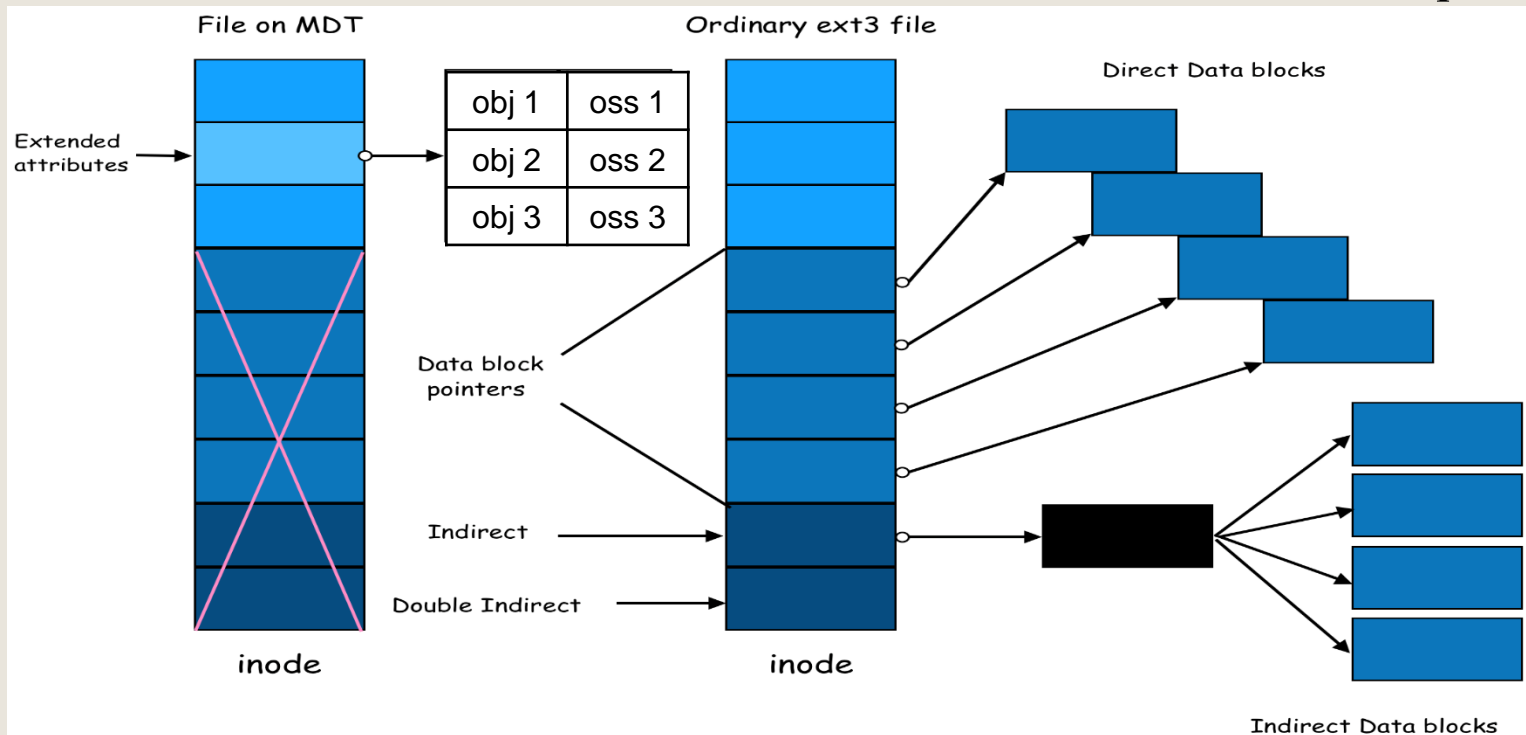 File on MDT
Ordinary ext3 file
Direct Data blocks
Extended
attributes
obj 1 oss 1
obj 2 oss 2
obj 3 oss 3
Data block
pointers
Indirect
Double Indirect
inode
inode
Indirect Data blocks